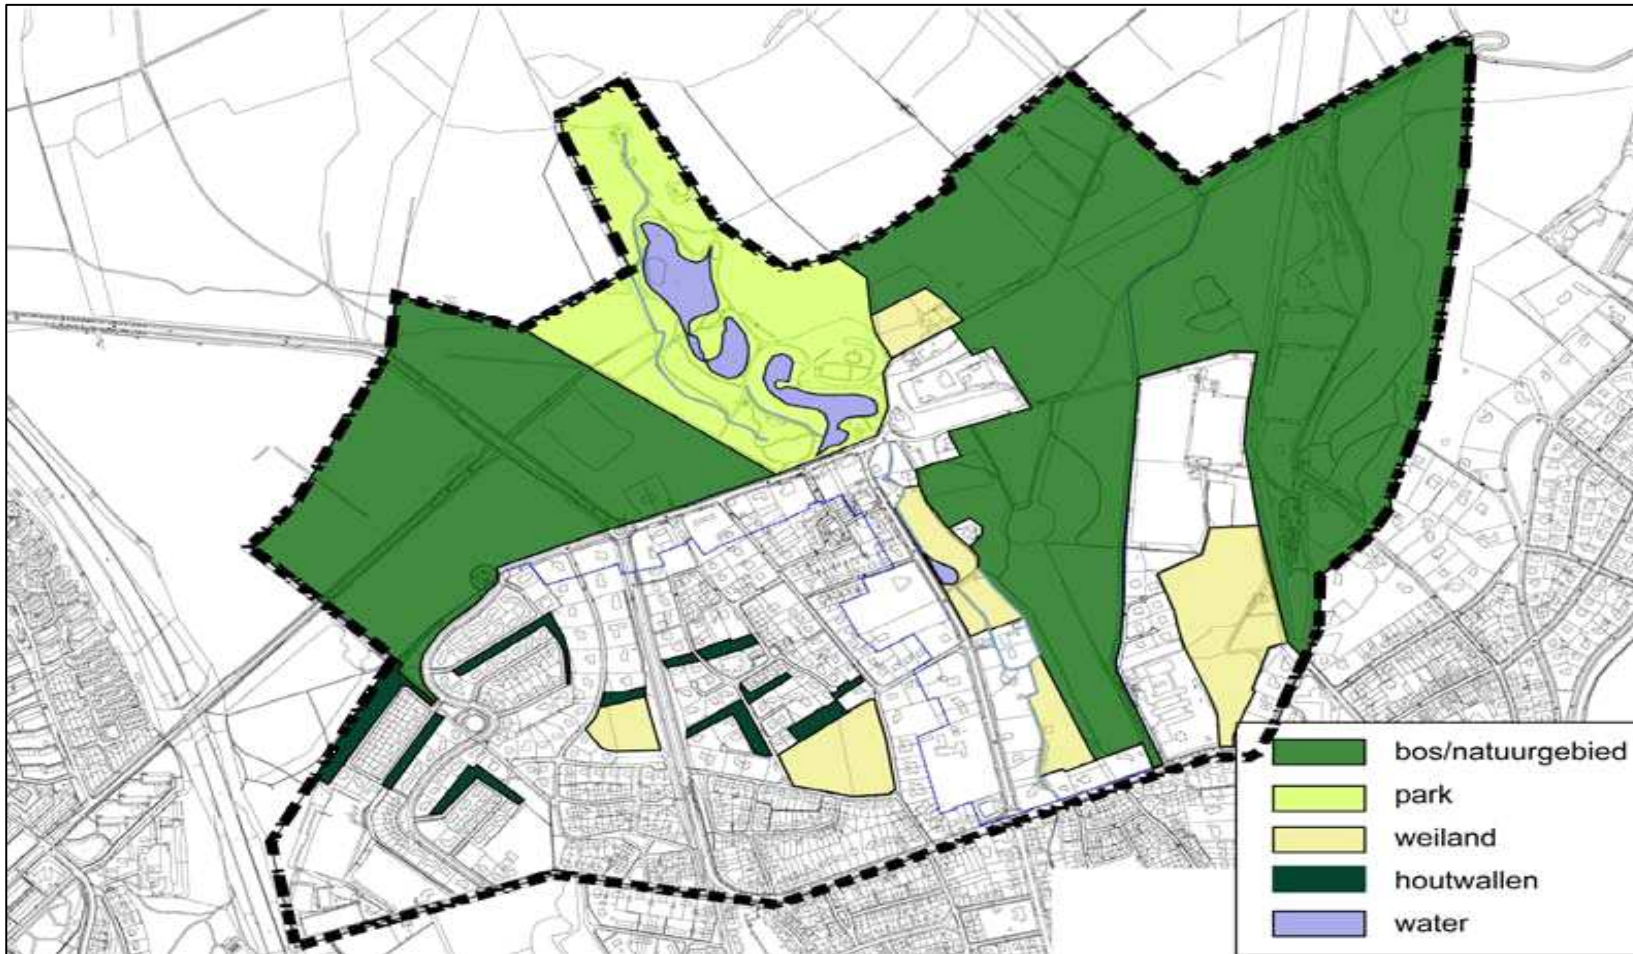 bos/natuurgebied
park
weiland
houtwallen
water